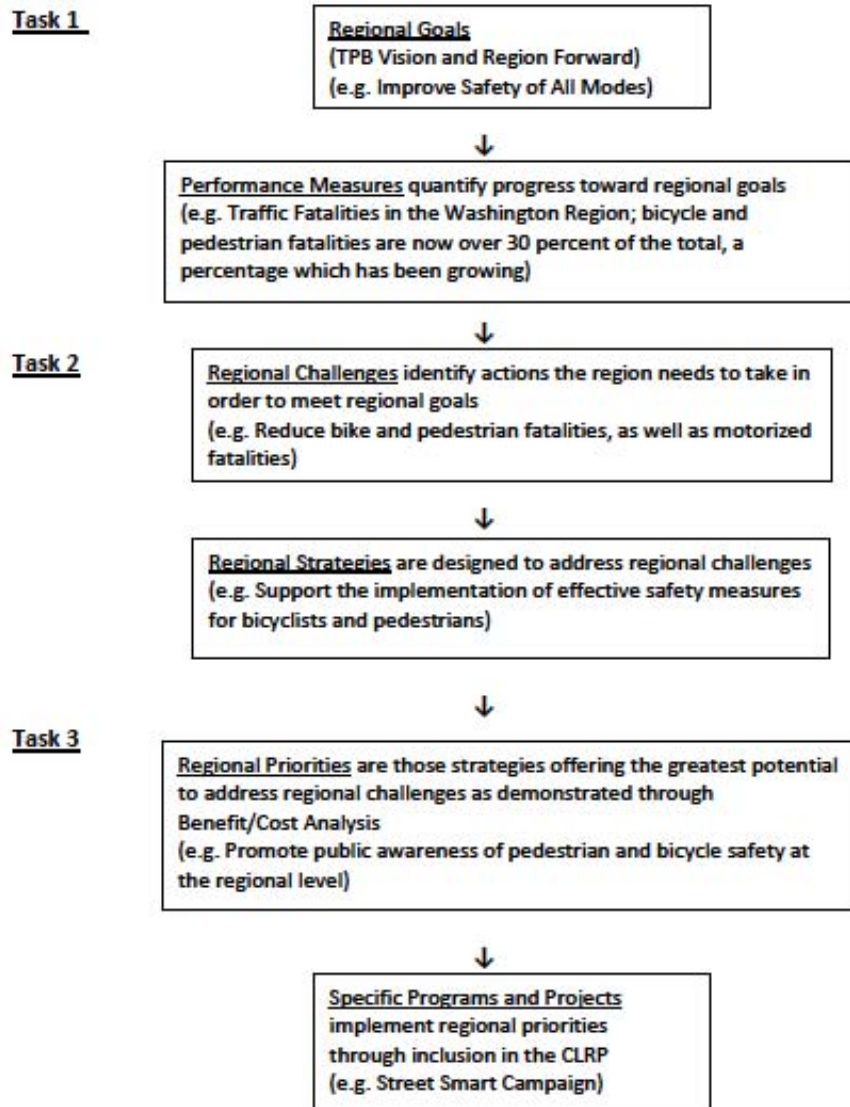 Task 1
Regional Goals
(TPB Vision and Region Forward)
(e.g. Improve Safety of All Modes)
↓
Performance Measures quantify progress toward regional goals
(e.g. Traffic Fatalities in the Washington Region; bicycle and
pedestrian fatalities are now over 30 percent of the total, a
percentage which has been growing)
↓
Task 2
Regional Challenges identify actions the region needs to take in
order to meet regional goals
(e.g. Reduce bike and pedestrian fatalities, as well as motorized
fatalities)
↓
Regional Strategies are designed to address regional challenges
(e.g. Support the implementation of effective safety measures
for bicyclists and pedestrians)
↓
Task 3
Regional Priorities are those strategies offering the greatest potential
to address regional challenges as demonstrated through
Benefit/Cost Analysis
(e.g. Promote public awareness of pedestrian and bicycle safety at
the regional level)
↓
Specific Programs and Projects
implement regional priorities
through inclusion in the CLRP
(e.g. Street Smart Campaign)